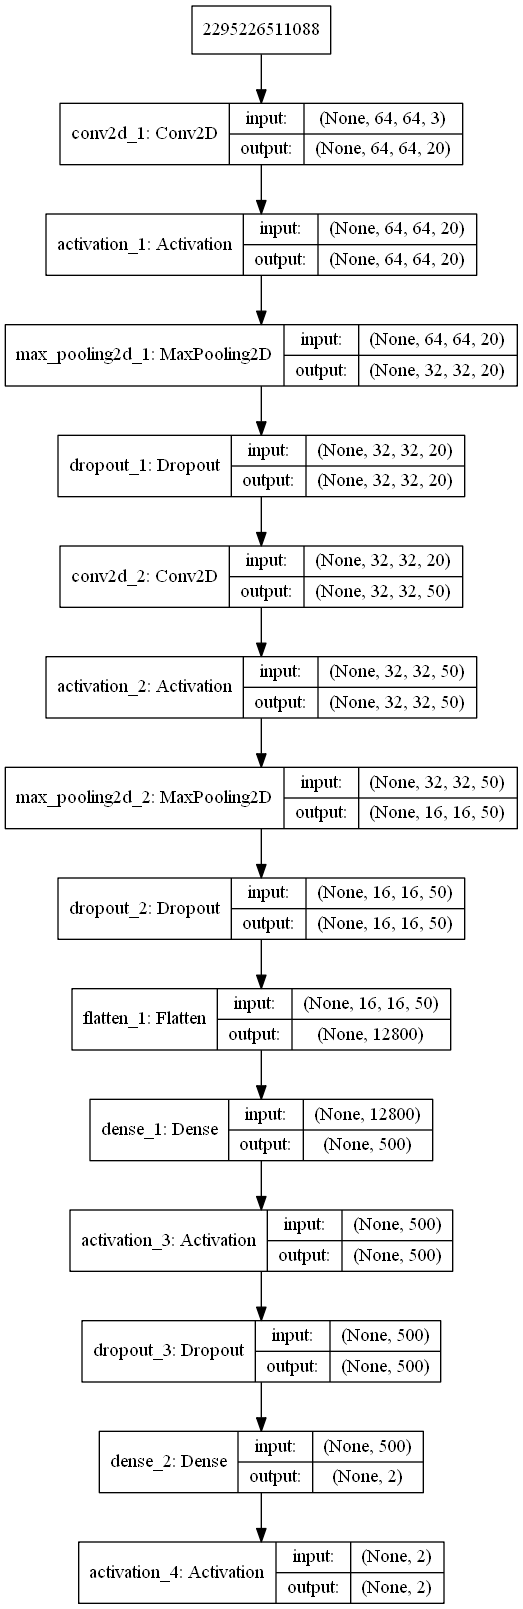 2295226511088
conv2d_1: Conv2D
input: (None, 64, 64, 3)
output: (None, 64, 64, 20)
activation_1: Activation
input: (None, 64, 64, 20)
output: (None, 64, 64, 20)
max_pooling2d_1: MaxPooling2D
input: (None, 64, 64, 20)
output: (None, 32, 32, 20)
dropout_1: Dropout
input: (None, 32, 32, 20)
output: (None, 32, 32, 20)
conv2d_2: Conv2D
input: (None, 32, 32, 20)
output: (None, 32, 32, 50)
activation_2: Activation
input: (None, 32, 32, 50)
output: (None, 32, 32, 50)
max_pooling2d_2: MaxPooling2D
input: (None, 32, 32, 50)
output: (None, 16, 16, 50)
dropout_2: Dropout
input: (None, 16, 16, 50)
output: (None, 16, 16, 50)
flatten_1: Flatten
input: (None, 16, 16, 50)
output: (None, 12800)
dense_1: Dense
input: (None, 12800)
output: (None, 500)
activation_3: Activation
input: (None, 500)
output: (None, 500)
dropout_3: Dropout
input: (None, 500)
output: (None, 500)
dense_2: Dense
input: (None, 500)
output: (None, 2)
activation_4: Activation
input: (None, 2)
output: (None, 2)